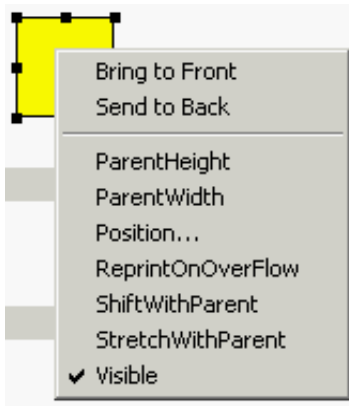 Bring to Front
Send to Back
ParentHeight
ParentWidth
Position...
ReprintOnOverFlow
ShiftWithParent
StretchWithParent
Visible